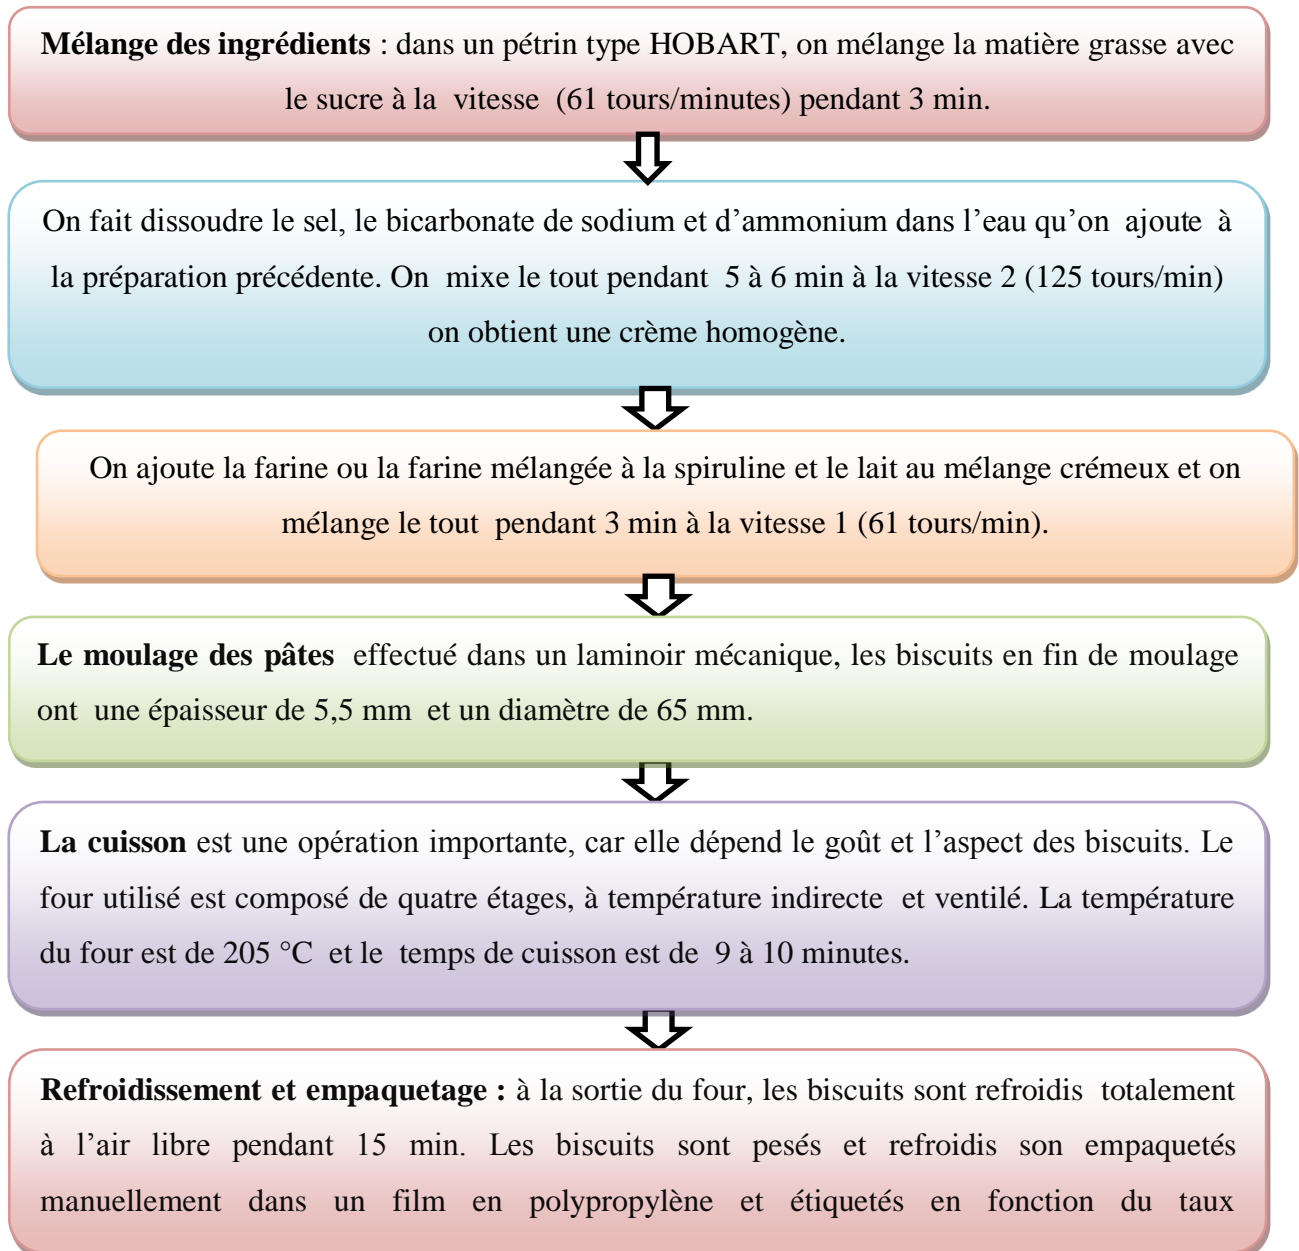 Mélange des ingrédients : dans un pétrin type HOBART, on mélange la matière grasse avec
le sucre à la vitesse (61 tours/minutes) pendant 3 min.
On fait dissoudre le sel, le bicarbonate de sodium et d’ammonium dans l’eau qu’on ajoute à
la préparation précédente. On mixe le tout pendant 5 à 6 min à la vitesse 2 (125 tours/min)
on obtient une crème homogène.
On ajoute la farine ou la farine mélangée à la spiruline et le lait au mélange crémeux et on
mélange le tout pendant 3 min à la vitesse 1 (61 tours/min).
Le moulage des pâtes effectué dans un laminoir mécanique, les biscuits en fin de moulage
ont une épaisseur de 5,5 mm et un diamètre de 65 mm.
La cuisson est une opération importante, car elle dépend le goût et l’aspect des biscuits. Le
four utilisé est composé de quatre étages, à température indirecte et ventilé. La température
du four est de 205 °C et le temps de cuisson est de 9 à 10 minutes.
Refroidissement et empaquetage : à la sortie du four, les biscuits sont refroidis totalement
à l’air libre pendant 15 min. Les biscuits sont pesés et refroidis son empaquetés
manuellement dans un film en polypropylène et étiquetés en fonction du taux